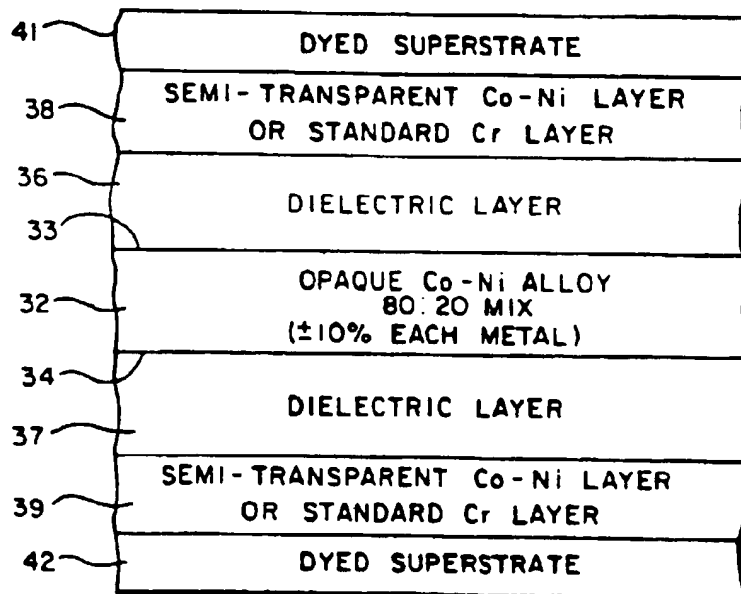 41
DYED SUPERSTRATE
38
SEMI-TRANSPARENT Co-Ni LAYER
OR STANDARD Cr LAYER
36
DIELECTRIC LAYER
33
32
OPAQUE Co-Ni ALLOY
80:20 MIX
(±10% EACH METAL)
34
DIELECTRIC LAYER
37
SEMI-TRANSPARENT Co-Ni LAYER
39
OR STANDARD Cr LAYER
42
DYED SUPERSTRATE